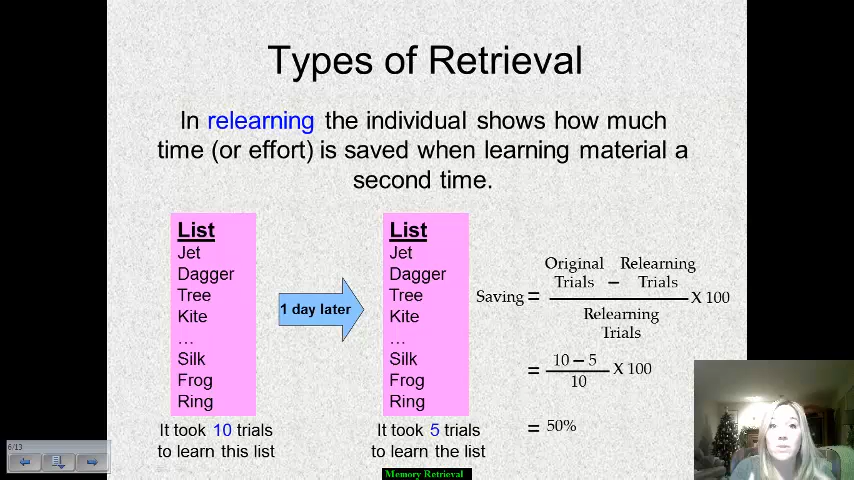 Types of Retrieval
In relearning the individual shows how much
time (or effort) is saved when learning material a
second time.
List
Jet
Dagger
Tree
Kite
…
Silk
Frog
Ring
It took 10 trials
to learn this list
1 day later
List
Jet
Dagger
Tree
Kite
…
Silk
Frog
Ring
It took 5 trials
to learn the list
Original Relearning
Trials − Trials
Saving = X 100
Relearning
Trials
10 − 5
= X 100
10
= 50%
6/13
Memory Retrieval